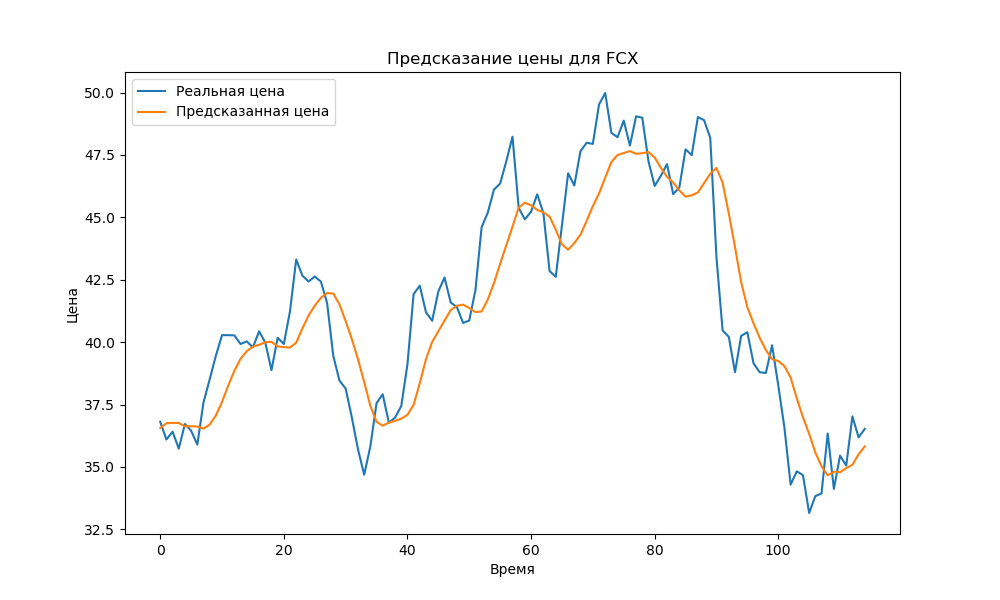 Предсказание цены для FCX
Реальная цена
Предсказанная цена
50.0
47.5
45.0
42.5
40.0
37.5
35.0
32.5
Цена
0 20 40 60 80 100
Время